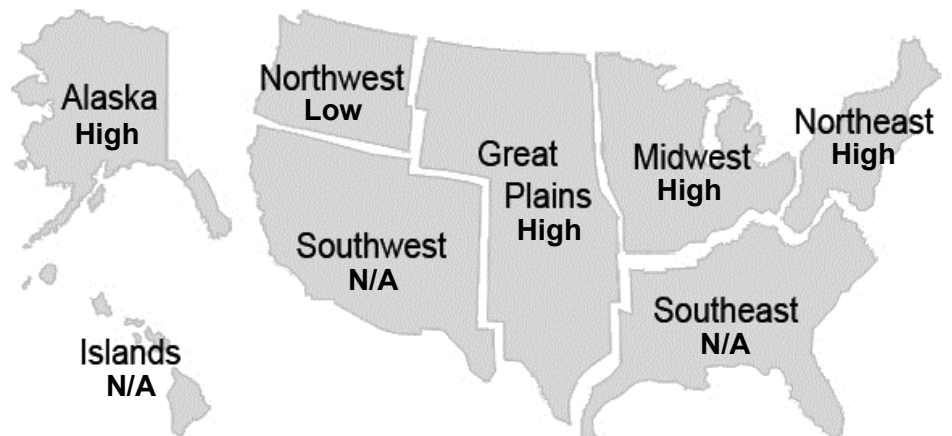 Alaska
High
Northwest
Low
Great
Plains
High
Midwest
High
Northeast
High
Southwest
N/A
Southeast
N/A
Islands
N/A